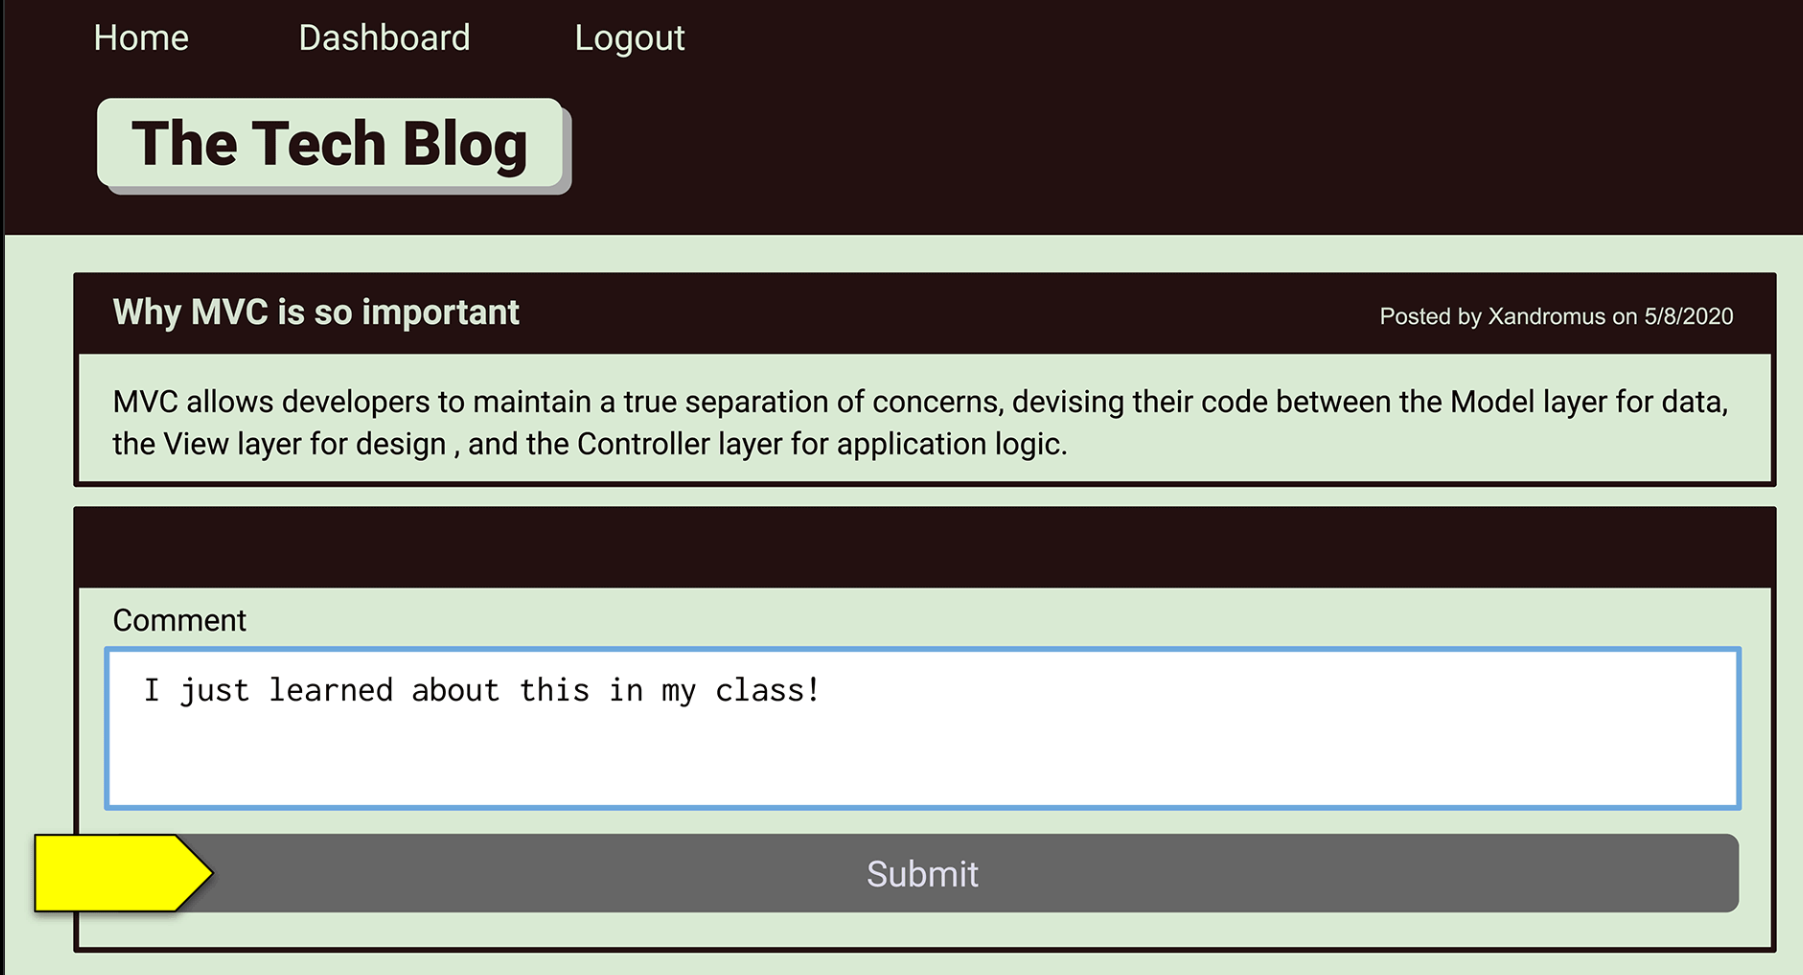 Home Dashboard Logout
The Tech Blog
Why MVC is so important
Posted by Xandromus on 5/8/2020
MVC allows developers to maintain a true separation of concerns, devising their code between the Model layer for data,
the View layer for design , and the Controller layer for application logic.
Comment
I just learned about this in my class!
Submit